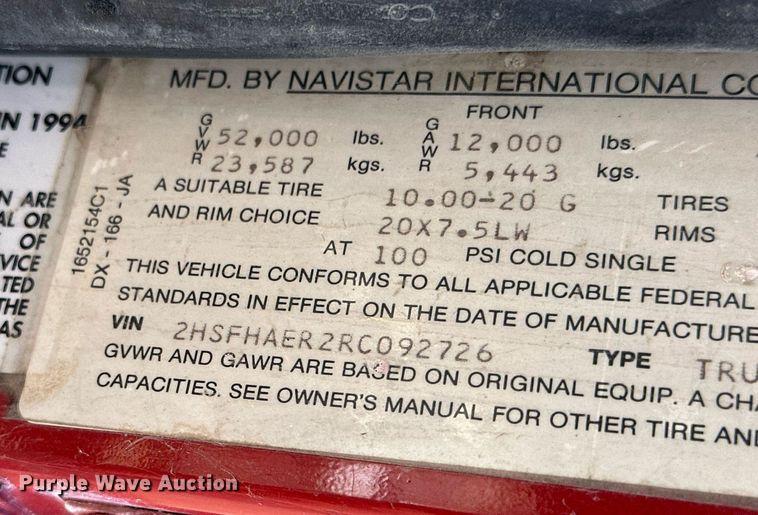 TION
IN 1994
E
N ARE
AL OR
OF
VICE
TED
THE
AS
1652154C1
DX - 166 - JA
MFD. BY NAVISTAR INTERNATIONAL CO
FRONT
GVWR 52,000 lbs. GAWR 12,000 lbs.
23,587 kgs. 5,443 kgs.
A SUITABLE TIRE 10.00-20 G TIRES
AND RIM CHOICE 20X7.5LW RIMS
AT 100 PSI COLD SINGLE
THIS VEHICLE CONFORMS TO ALL APPLICABLE FEDERAL
STANDARDS IN EFFECT ON THE DATE OF MANUFACTURE
VIN 2HSFHAER2RC092726 TYPE TRU
GVWR AND GAWR ARE BASED ON ORIGINAL EQUIP. A CHA
CAPACITIES. SEE OWNER'S MANUAL FOR OTHER TIRE AND
Purple Wave Auction